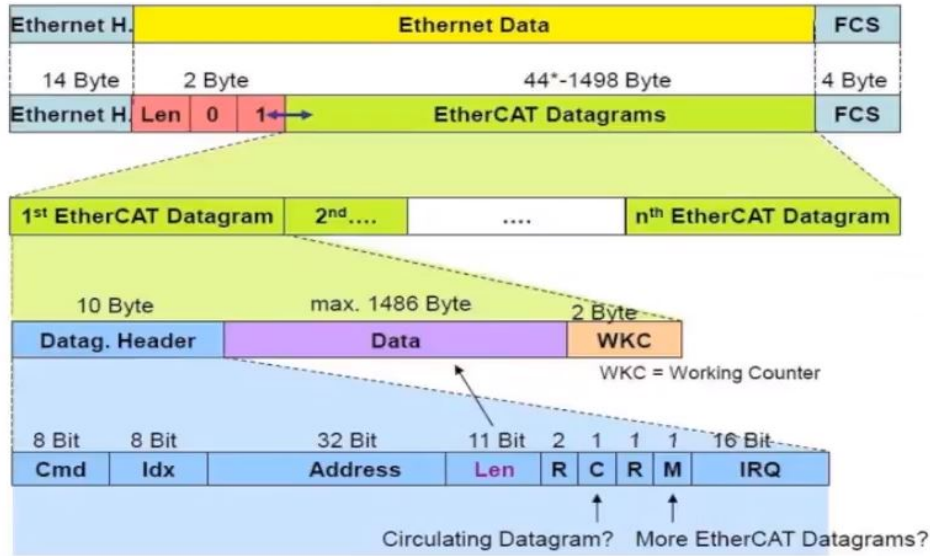 Ethernet H. Ethernet Data FCS
14 Byte 2 Byte 44*-1498 Byte 4 Byte
Ethernet H. Len 0 1 EtherCAT Datagrams FCS
1st EtherCAT Datagram 2nd.... .... nth EtherCAT Datagram
10 Byte max. 1486 Byte 2 Byte
Datag. Header Data WKC
WKC = Working Counter
8 Bit 8 Bit 32 Bit 11 Bit 2 1 1 1 16 Bit
Cmd Idx Address Len R C R M IRQ
Circulating Datagram? More EtherCAT Datagrams?